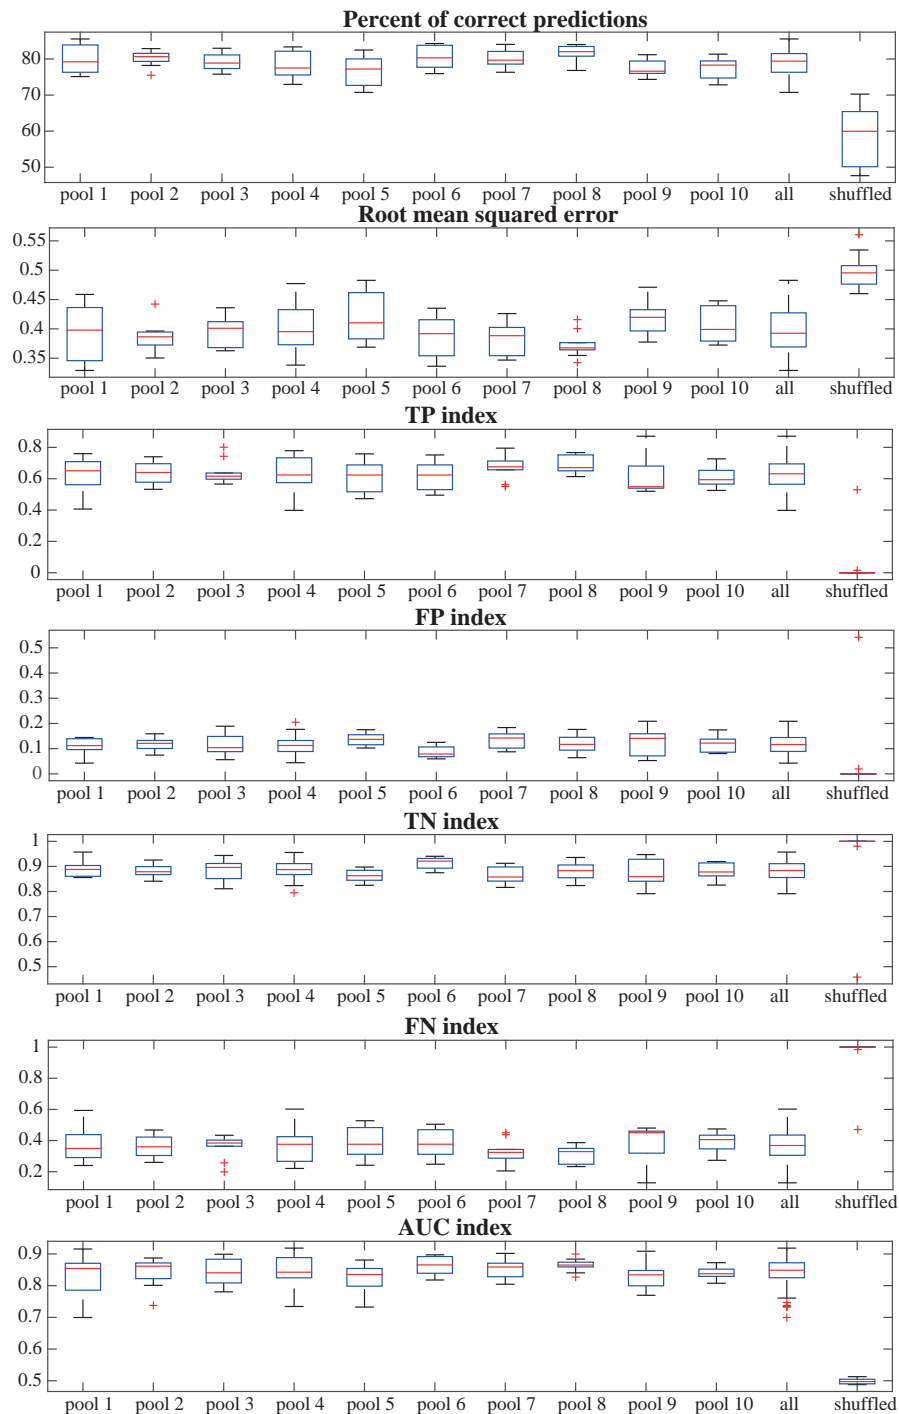 Percent of correct predictions
80
70
60
50
pool 1 pool 2 pool 3 pool 4 pool 5 pool 6 pool 7 pool 8 pool 9 pool 10 all shuffled
Root mean squared error
0.55
0.5
0.45
0.4
0.35
pool 1 pool 2 pool 3 pool 4 pool 5 pool 6 pool 7 pool 8 pool 9 pool 10 all shuffled
TP index
0.8
0.6
0.4
0.2
0
pool 1 pool 2 pool 3 pool 4 pool 5 pool 6 pool 7 pool 8 pool 9 pool 10 all shuffled
FP index
0.5
0.4
0.3
0.2
0.1
0
pool 1 pool 2 pool 3 pool 4 pool 5 pool 6 pool 7 pool 8 pool 9 pool 10 all shuffled
TN index
1
0.9
0.8
0.7
0.6
0.5
pool 1 pool 2 pool 3 pool 4 pool 5 pool 6 pool 7 pool 8 pool 9 pool 10 all shuffled
FN index
1
0.8
0.6
0.4
0.2
pool 1 pool 2 pool 3 pool 4 pool 5 pool 6 pool 7 pool 8 pool 9 pool 10 all shuffled
AUC index
0.9
0.8
0.7
0.6
0.5
pool 1 pool 2 pool 3 pool 4 pool 5 pool 6 pool 7 pool 8 pool 9 pool 10 all shuffled